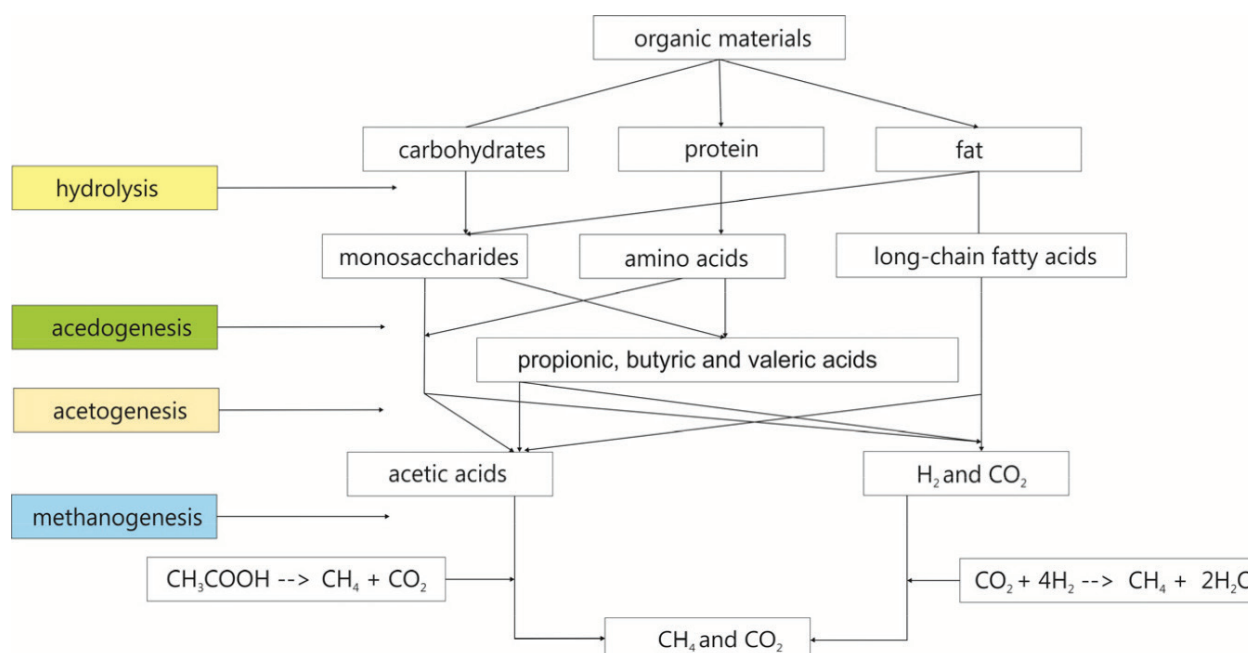 organic materials
carbohydrates
protein
fat
hydrolysis
monosaccharides
amino acids
long-chain fatty acids
acedogenesis
propionic, butyric and valeric acids
acetogenesis
acetic acids
H₂ and CO₂
methanogenesis
CH₃COOH --> CH₄ + CO₂
CO₂ + 4H₂ --> CH₄ + 2H₂O
CH₄ and CO₂